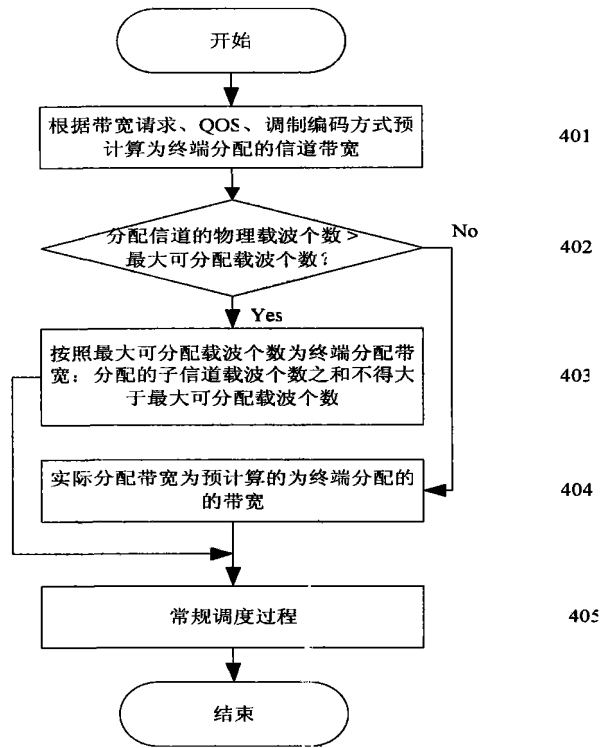 开始
根据带宽请求、QOS、调制编码方式预
计算为终端分配的信道带宽
401
分配信道的物理载波个数>
最大可分配载波个数？
No
402
Yes
按照最大可分配载波个数为终端分配带
宽：分配的子信道载波个数之和不得大
于最大可分配载波个数
403
实际分配带宽为预计算的为终端分配的
的带宽
404
常规调度过程
405
结束